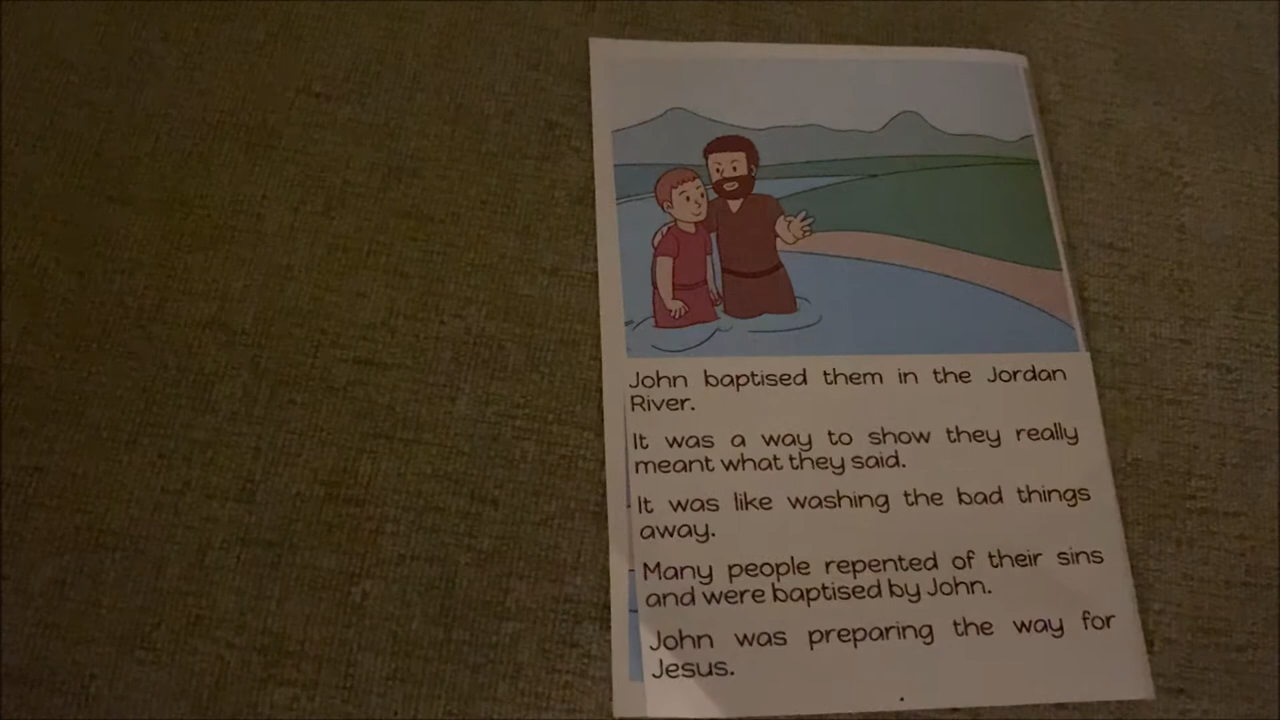 John baptised them in the Jordan
River.
It was a way to show they really
meant what they said.
It was like washing the bad things
away.
Many people repented of their sins
and were baptised by John.
John was preparing the way for
Jesus.